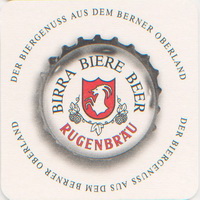 DER BIERGENUSS AUS DEM BERNER OBERLAND
BIRRA BIERE BEER
RUGENBRÄU
DER BIERGENUSS AUS DEM BERNER OBERLAND